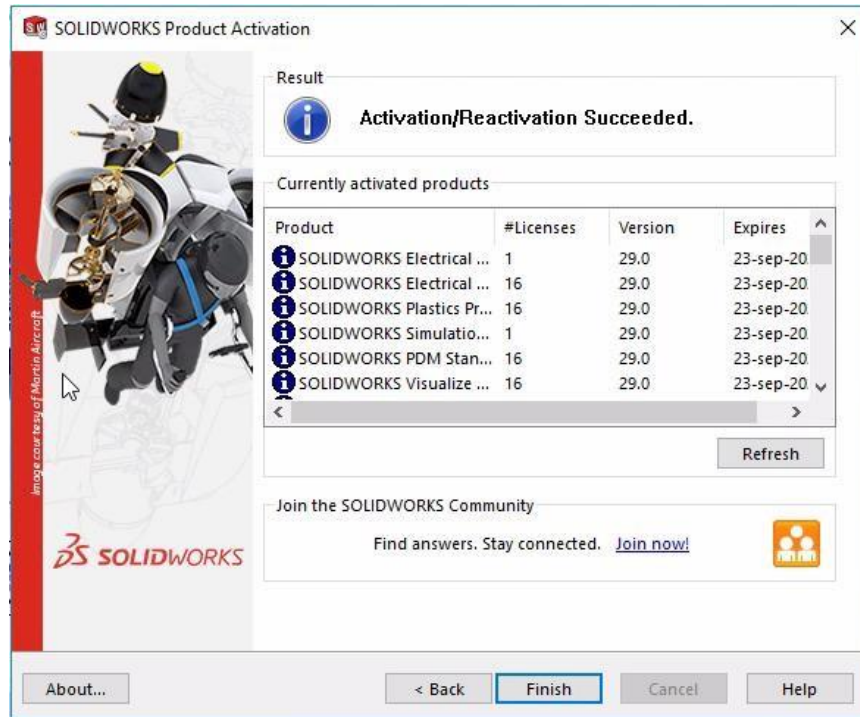 SOLIDWORKS Product Activation
Result
Activation/Reactivation Succeeded.
Currently activated products
Product #Licenses Version Expires
SOLIDWORKS Electrical ... 1 29.0 23-sep-20
SOLIDWORKS Electrical ... 16 29.0 23-sep-20
SOLIDWORKS Plastics Pr... 16 29.0 23-sep-20
SOLIDWORKS Simulatio... 1 29.0 23-sep-20
SOLIDWORKS PDM Stan... 16 29.0 23-sep-20
SOLIDWORKS Visualize ... 16 29.0 23-sep-20
Refresh
Join the SOLIDWORKS Community
Find answers. Stay connected. Join now!
Image courtesy of Martin Aircraft
SOLIDWORKS
About... < Back Finish Cancel Help